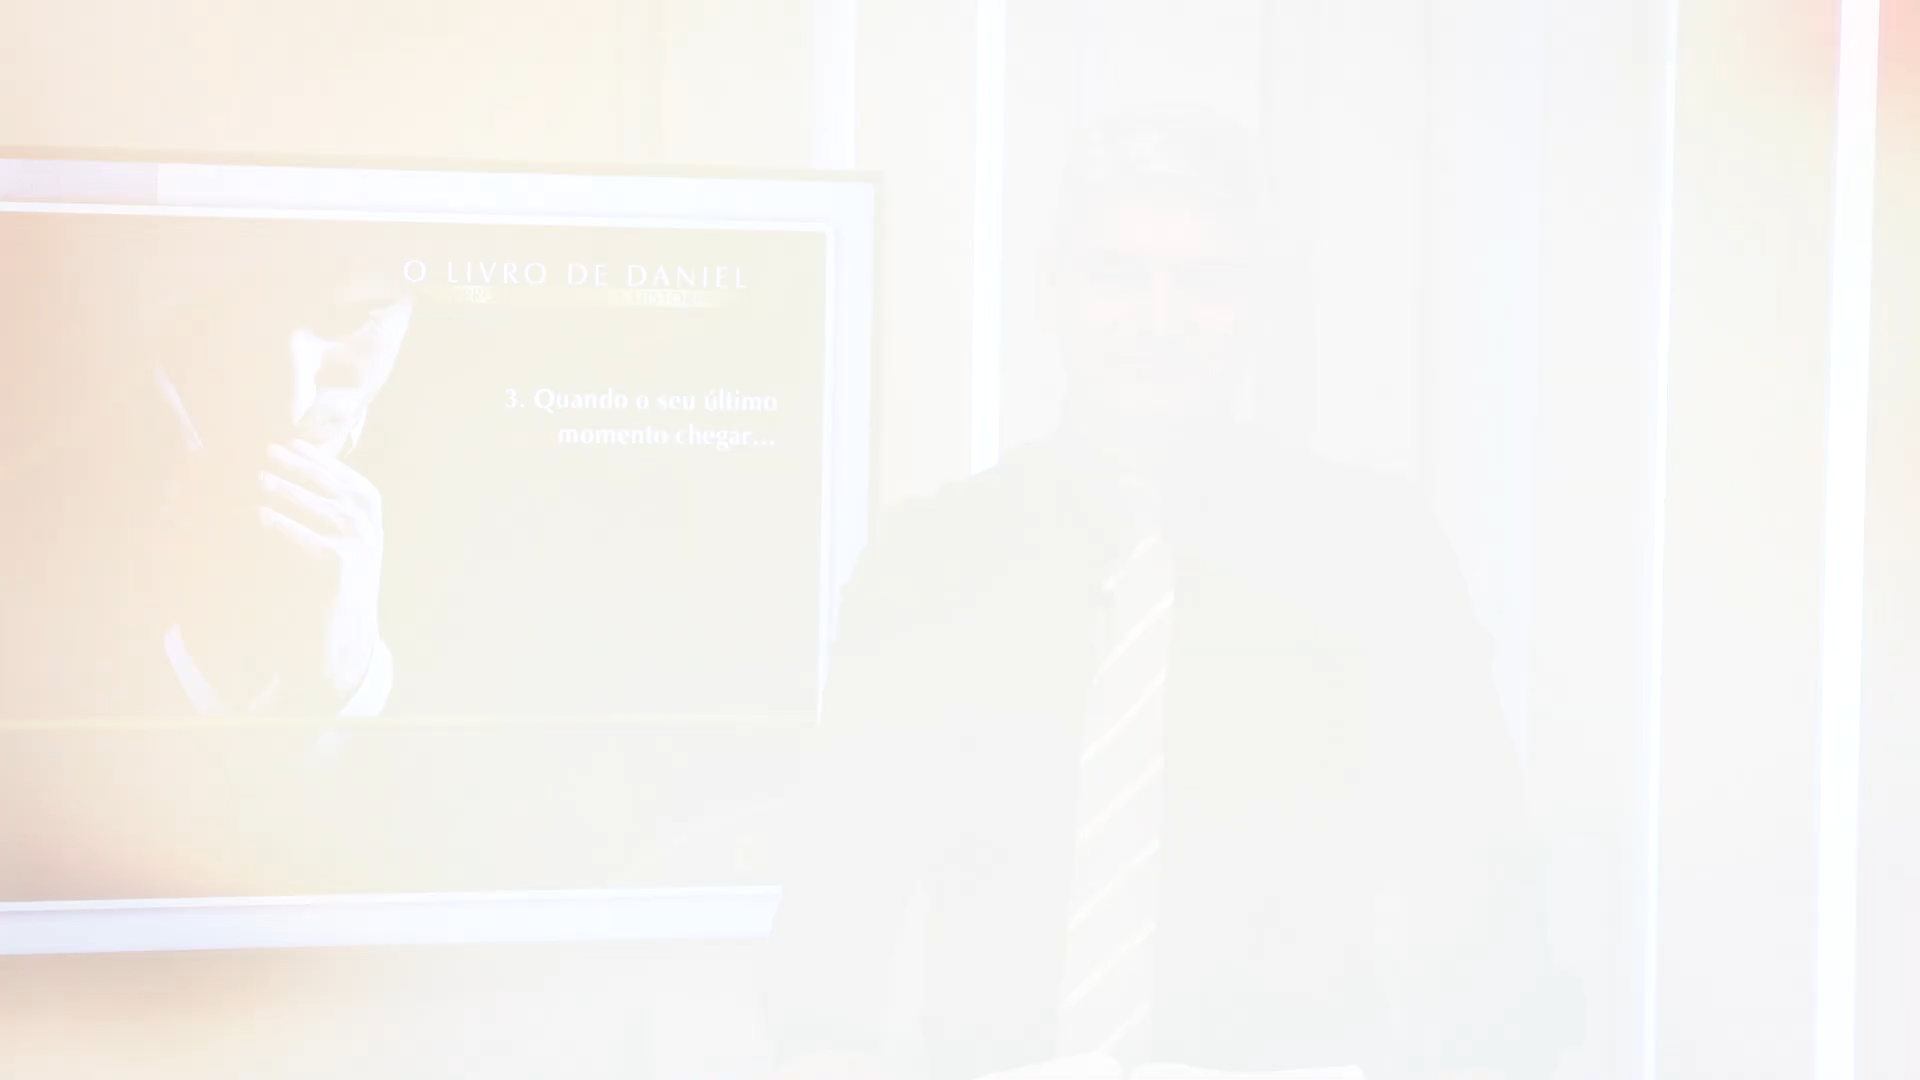 O LIVRO DE DANIEL
3. Quando o seu último
momento chegar...